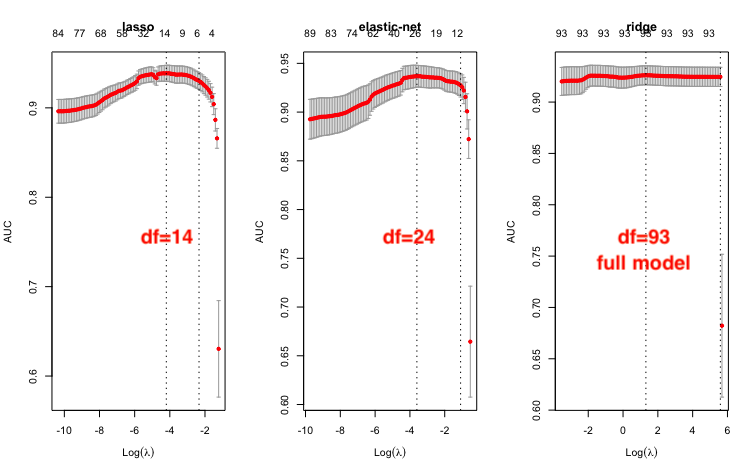 lasso
84 77 68 58 32 14 9 6 4
AUC
0.9
0.8
0.7
0.6
df=14
-10 -8 -6 -4 -2
Log(λ)
elastic-net
89 83 74 62 40 26 19 12
AUC
0.95
0.90
0.85
0.80
0.75
0.70
0.65
0.60
df=24
-10 -8 -6 -4 -2
Log(λ)
ridge
93 93 93 93 93 93 93 93
AUC
0.90
0.85
0.80
0.75
0.70
0.65
0.60
df=93
full model
-2 0 2 4 6
Log(λ)